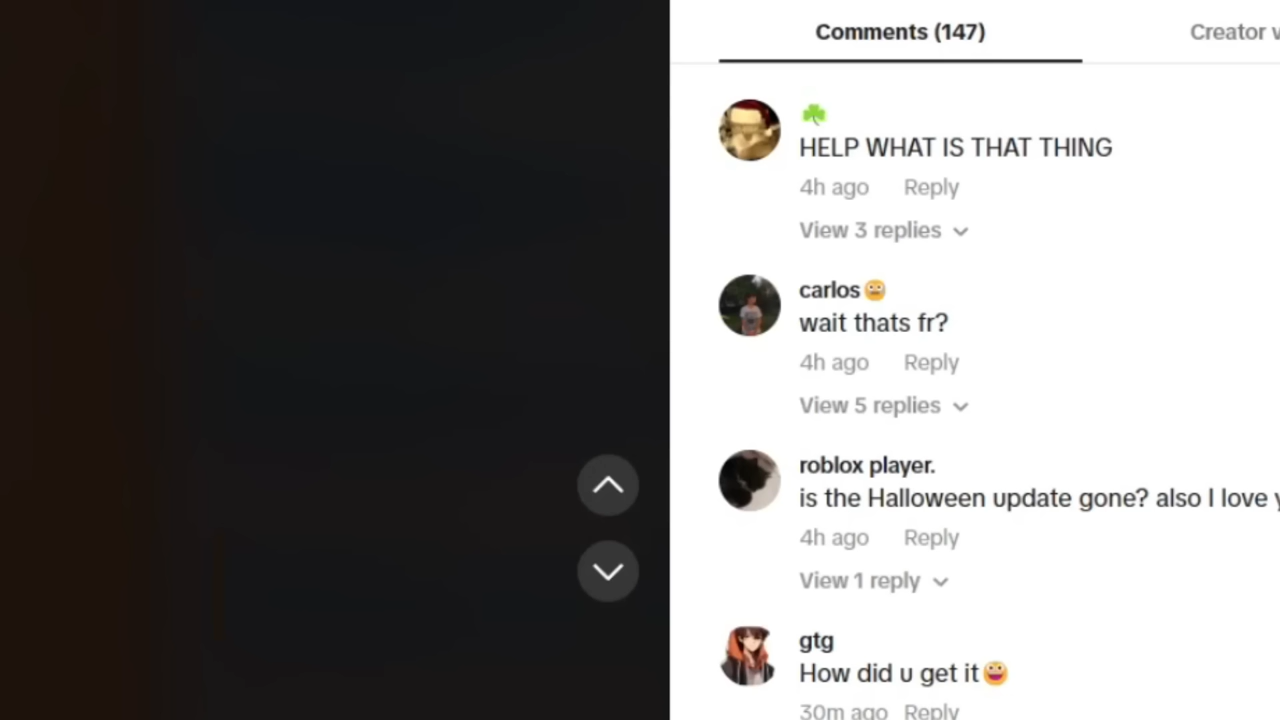 Comments (147)
Creator v
☘️
HELP WHAT IS THAT THING
4h ago Reply
View 3 replies
carlos😬
wait thats fr?
4h ago Reply
View 5 replies
roblox player.
is the Halloween update gone? also I love y
4h ago Reply
View 1 reply
gtg
How did u get it😃
30m ago Reply